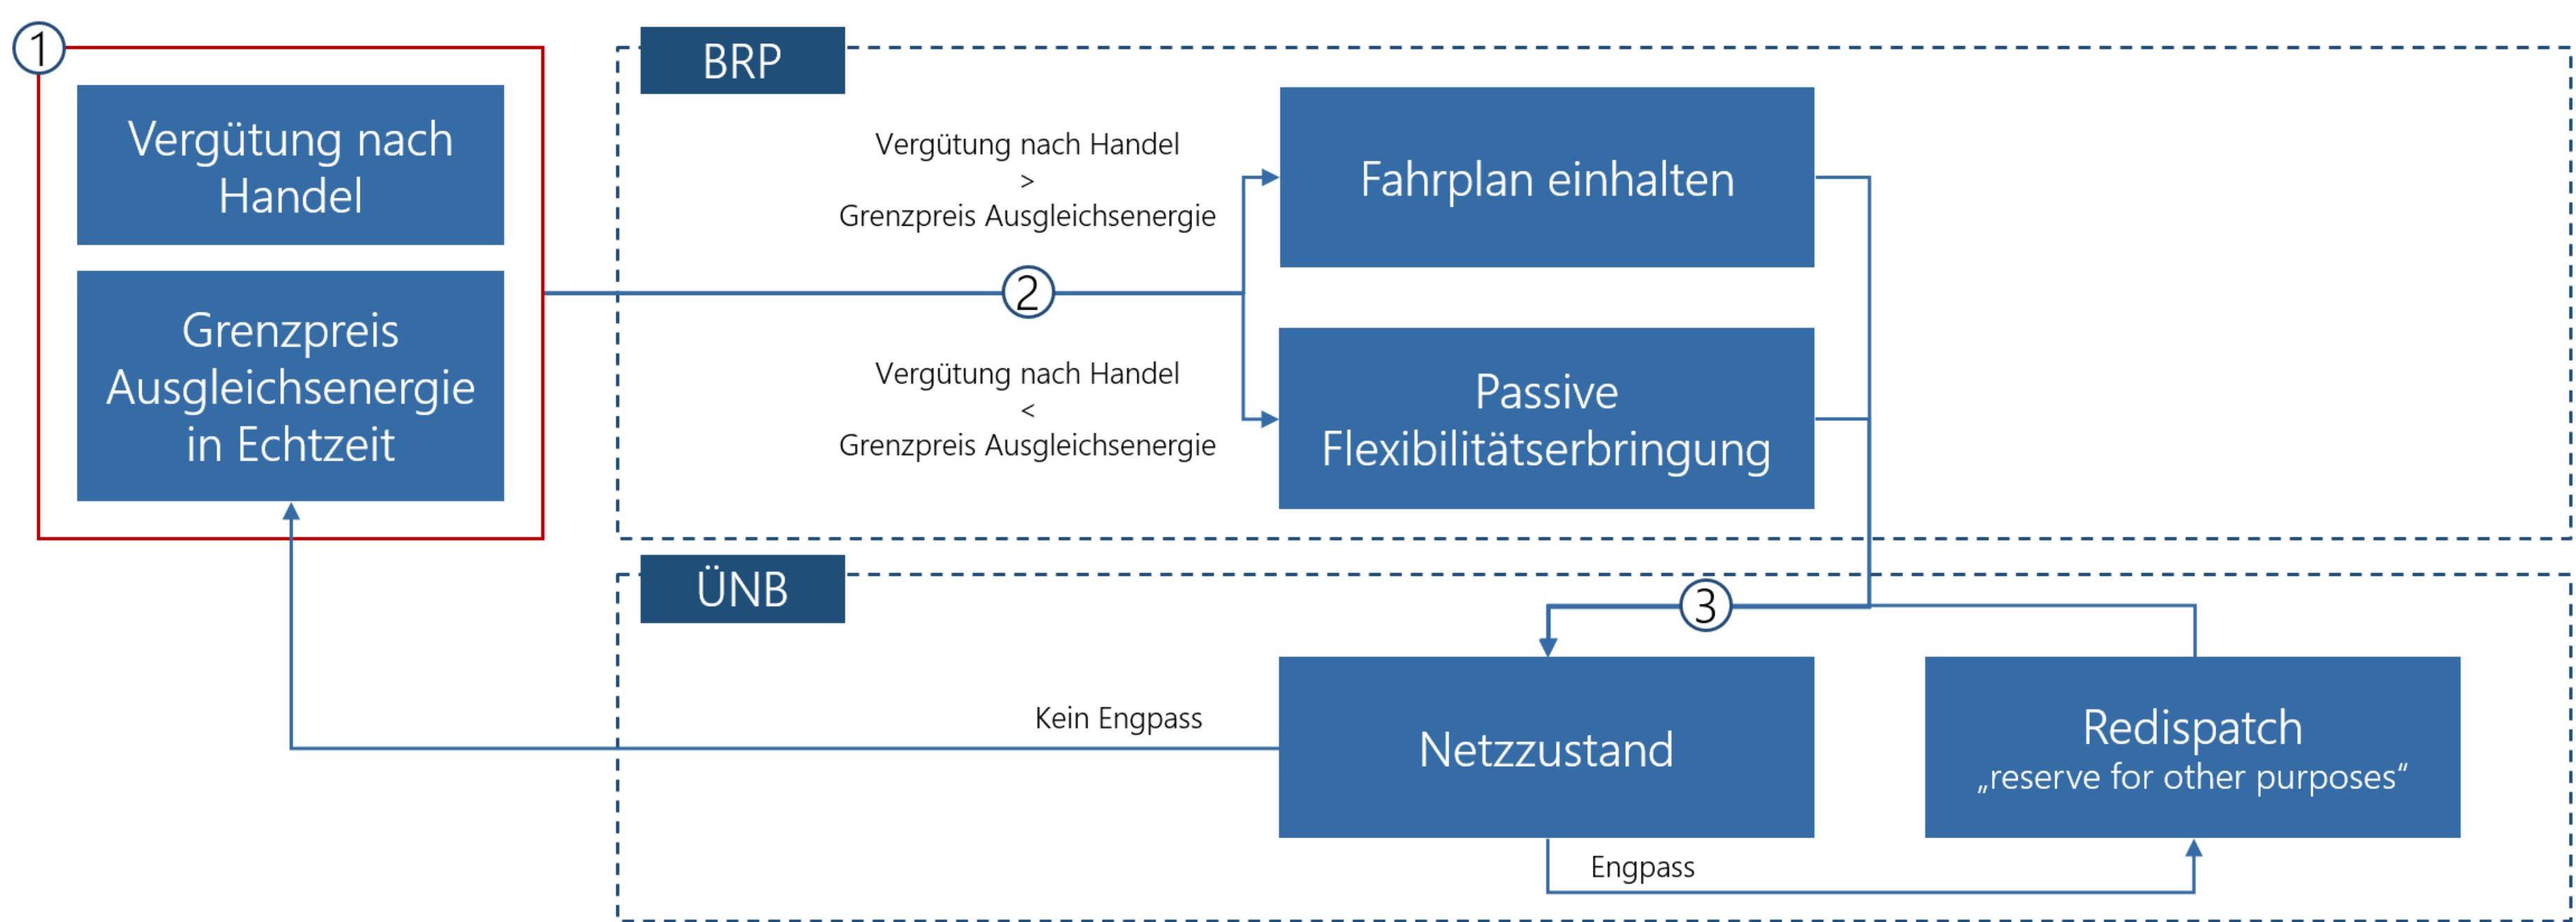 1
Vergütung nach
Handel
Grenzpreis
Ausgleichsenergie
in Echtzeit
BRP
Vergütung nach Handel
>
Grenzpreis Ausgleichsenergie
2
Vergütung nach Handel
<
Grenzpreis Ausgleichsenergie
Fahrplan einhalten
Passive
Flexibilitätserbringung
ÜNB
3
Kein Engpass
Netzzustand
Engpass
Redispatch
„reserve for other purposes“